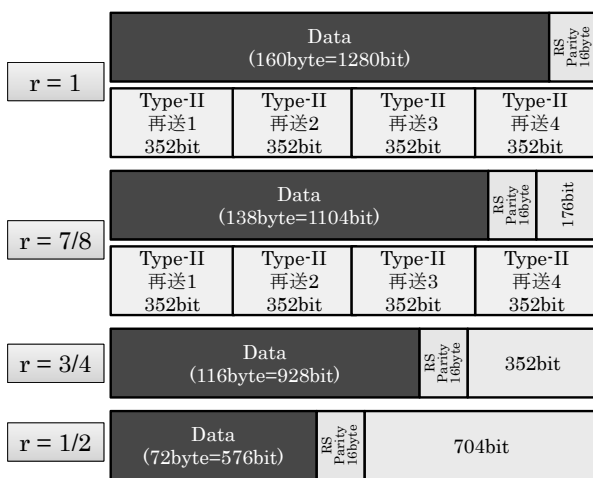 r = 1
Data
(160byte=1280bit)
RS
Parity
16byte
Type-II
再送1
352bit
Type-II
再送2
352bit
Type-II
再送3
352bit
Type-II
再送4
352bit
r = 7/8
Data
(138byte=1104bit)
RS
Parity
16byte
176bit
Type-II
再送1
352bit
Type-II
再送2
352bit
Type-II
再送3
352bit
Type-II
再送4
352bit
r = 3/4
Data
(116byte=928bit)
RS
Parity
16byte
352bit
r = 1/2
Data
(72byte=576bit)
RS
Parity
16byte
704bit